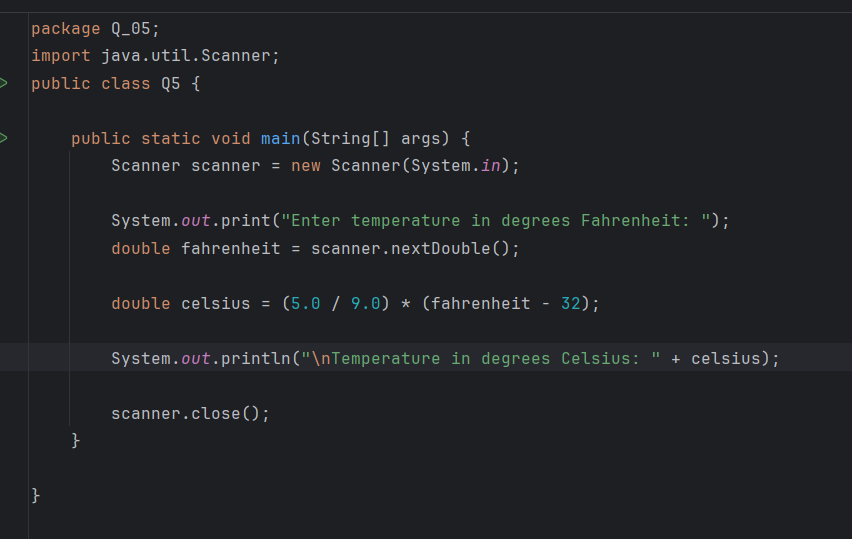 package Q_05;
import java.util.Scanner;
public class Q5 {
public static void main(String[] args) {
Scanner scanner = new Scanner(System.in);
System.out.print("Enter temperature in degrees Fahrenheit: ");
double fahrenheit = scanner.nextDouble();
double celsius = (5.0 / 9.0) * (fahrenheit - 32);
System.out.println("\nTemperature in degrees Celsius: " + celsius);
scanner.close();
}
}